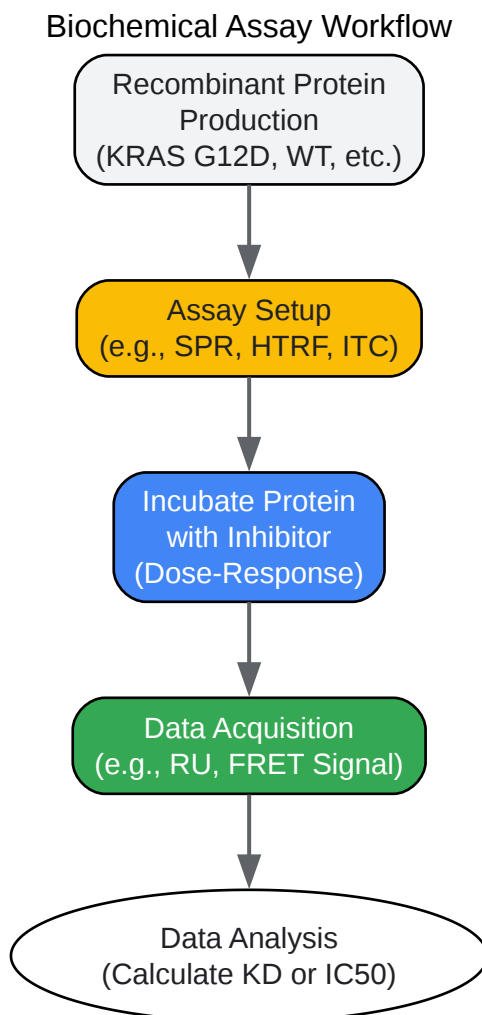 Biochemical Assay Workflow
Recombinant Protein
Production
(KRAS G12D, WT, etc.)
Assay Setup
(e.g., SPR, HTRF, ITC)
Incubate Protein
with Inhibitor
(Dose-Response)
Data Acquisition
(e.g., RU, FRET Signal)
Data Analysis
(Calculate KD or IC50)